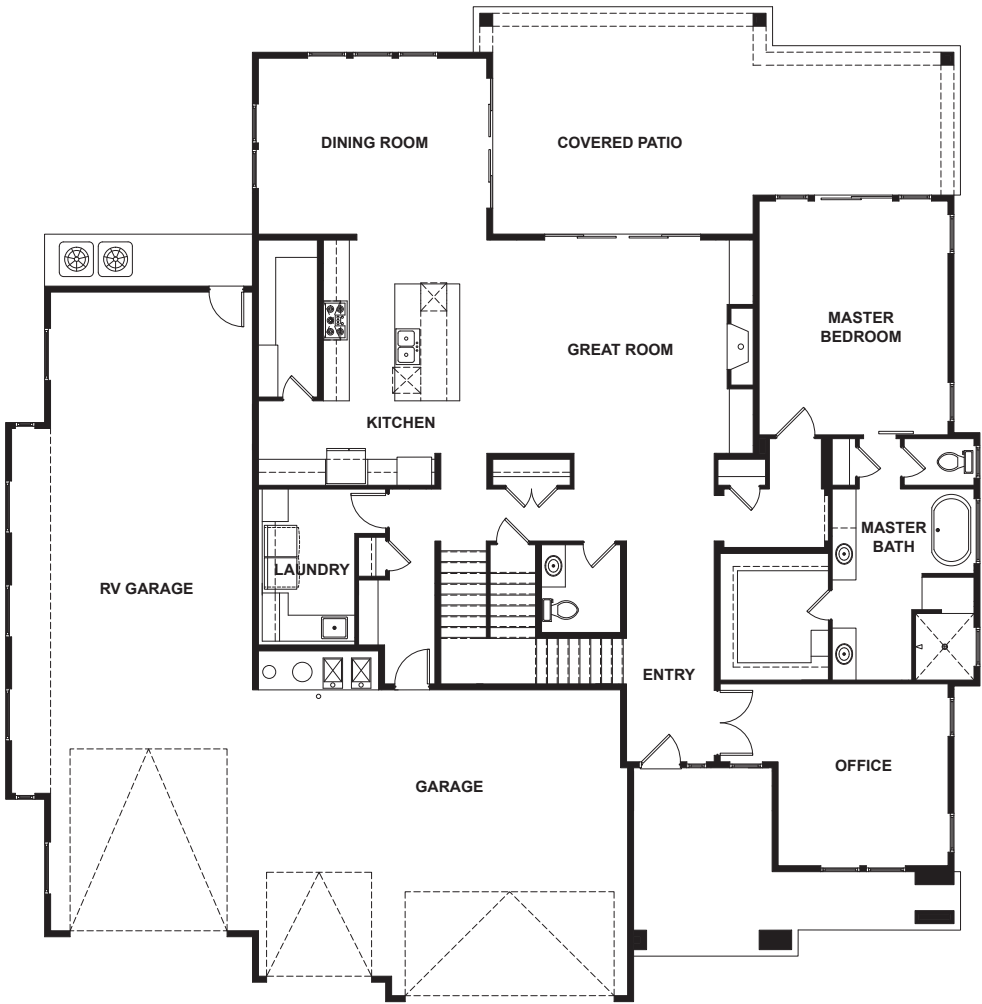 DINING ROOM
COVERED PATIO
MASTER
BEDROOM
GREAT ROOM
KITCHEN
MASTER
BATH
LAUNDRY
RV GARAGE
ENTRY
OFFICE
GARAGE